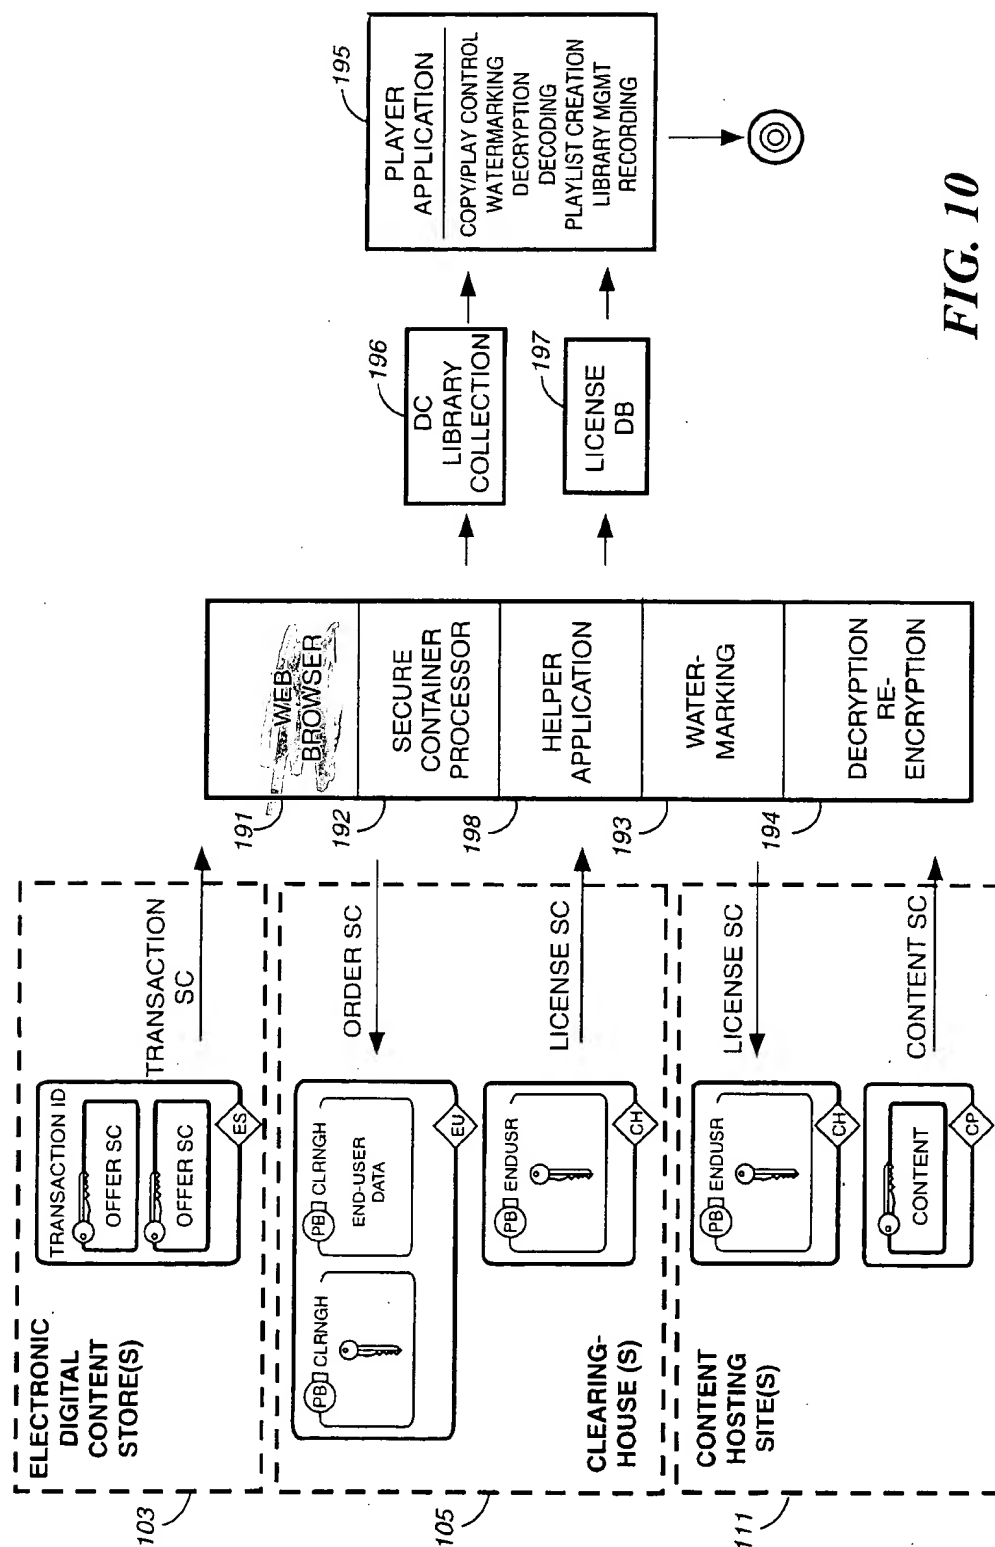 ELECTRONIC
DIGITAL
CONTENT
STORE(S)
103
TRANSACTION ID
OFFER SC
OFFER SC
ES
TRANSACTION
SC
CLEARING-
HOUSE (S)
105
PB CLRNGH
PB CLRNGH
END-USER
DATA
EU
ORDER SC
PB ENDUSR
CH
LICENSE SC
CONTENT
HOSTING
SITE(S)
111
PB ENDUSR
CH
LICENSE SC
CONTENT
CP
CONTENT SC
191
WEB
BROWSER
192
SECURE
CONTAINER
PROCESSOR
198
HELPER
APPLICATION
193
WATER-
MARKING
194
DECRYPTION
RE-
ENCRYPTION
196
DC
LIBRARY
COLLECTION
197
LICENSE
DB
195
PLAYER
APPLICATION
COPY/PLAY CONTROL
WATERMARKING
DECRYPTION
DECODING
PLAYLIST CREATION
LIBRARY MGMT
RECORDING
FIG. 10